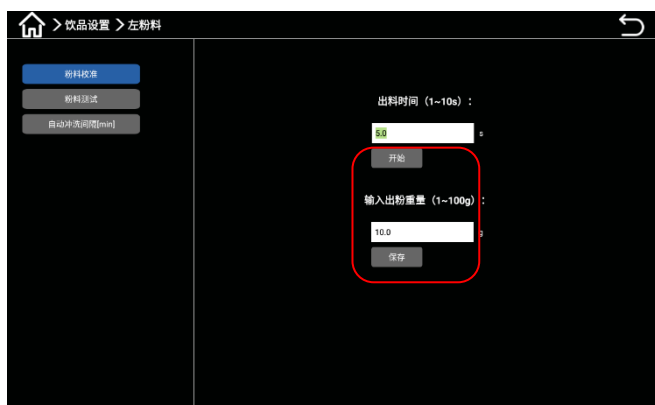 > 饮品设置 > 左粉料
粉料校准
粉料测试
自动冲洗间隔[min]
出料时间（1~10s）：
5.0 s
开始
输入出粉重量（1~100g）：
10.0 g
保存